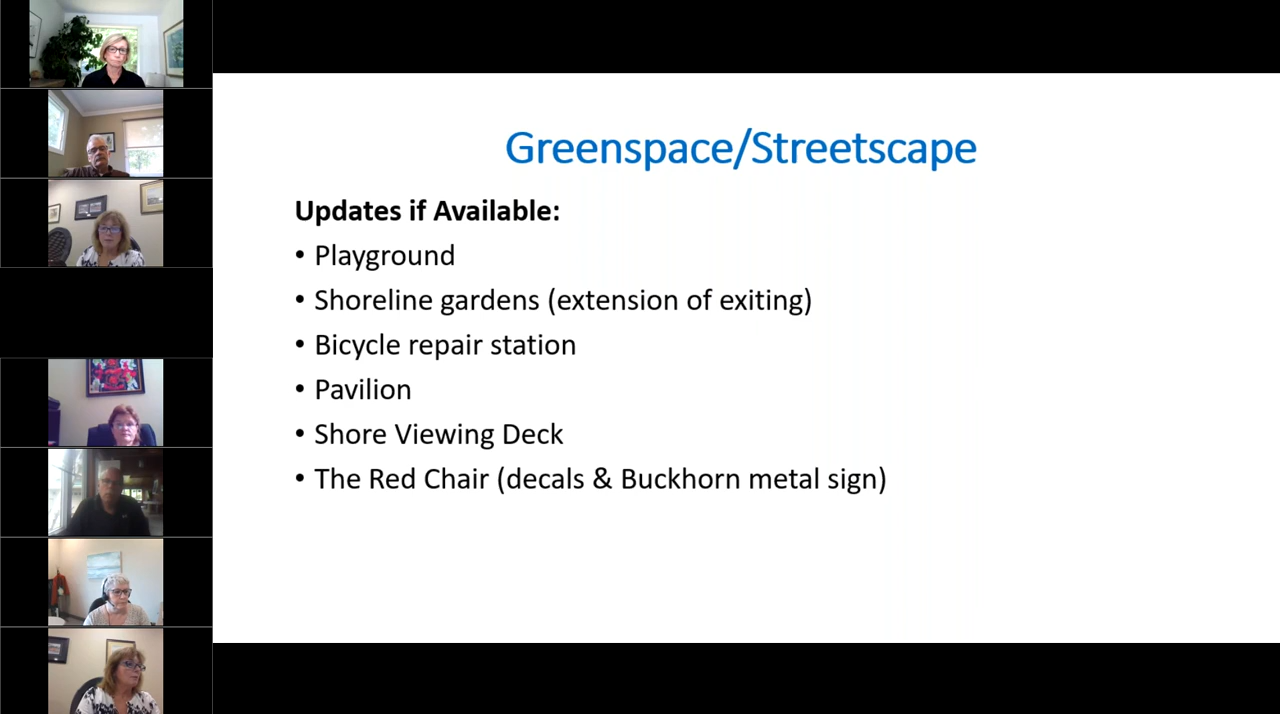 Greenspace/Streetscape
Updates if Available:
• Playground
• Shoreline gardens (extension of exiting)
• Bicycle repair station
• Pavilion
• Shore Viewing Deck
• The Red Chair (decals & Buckhorn metal sign)